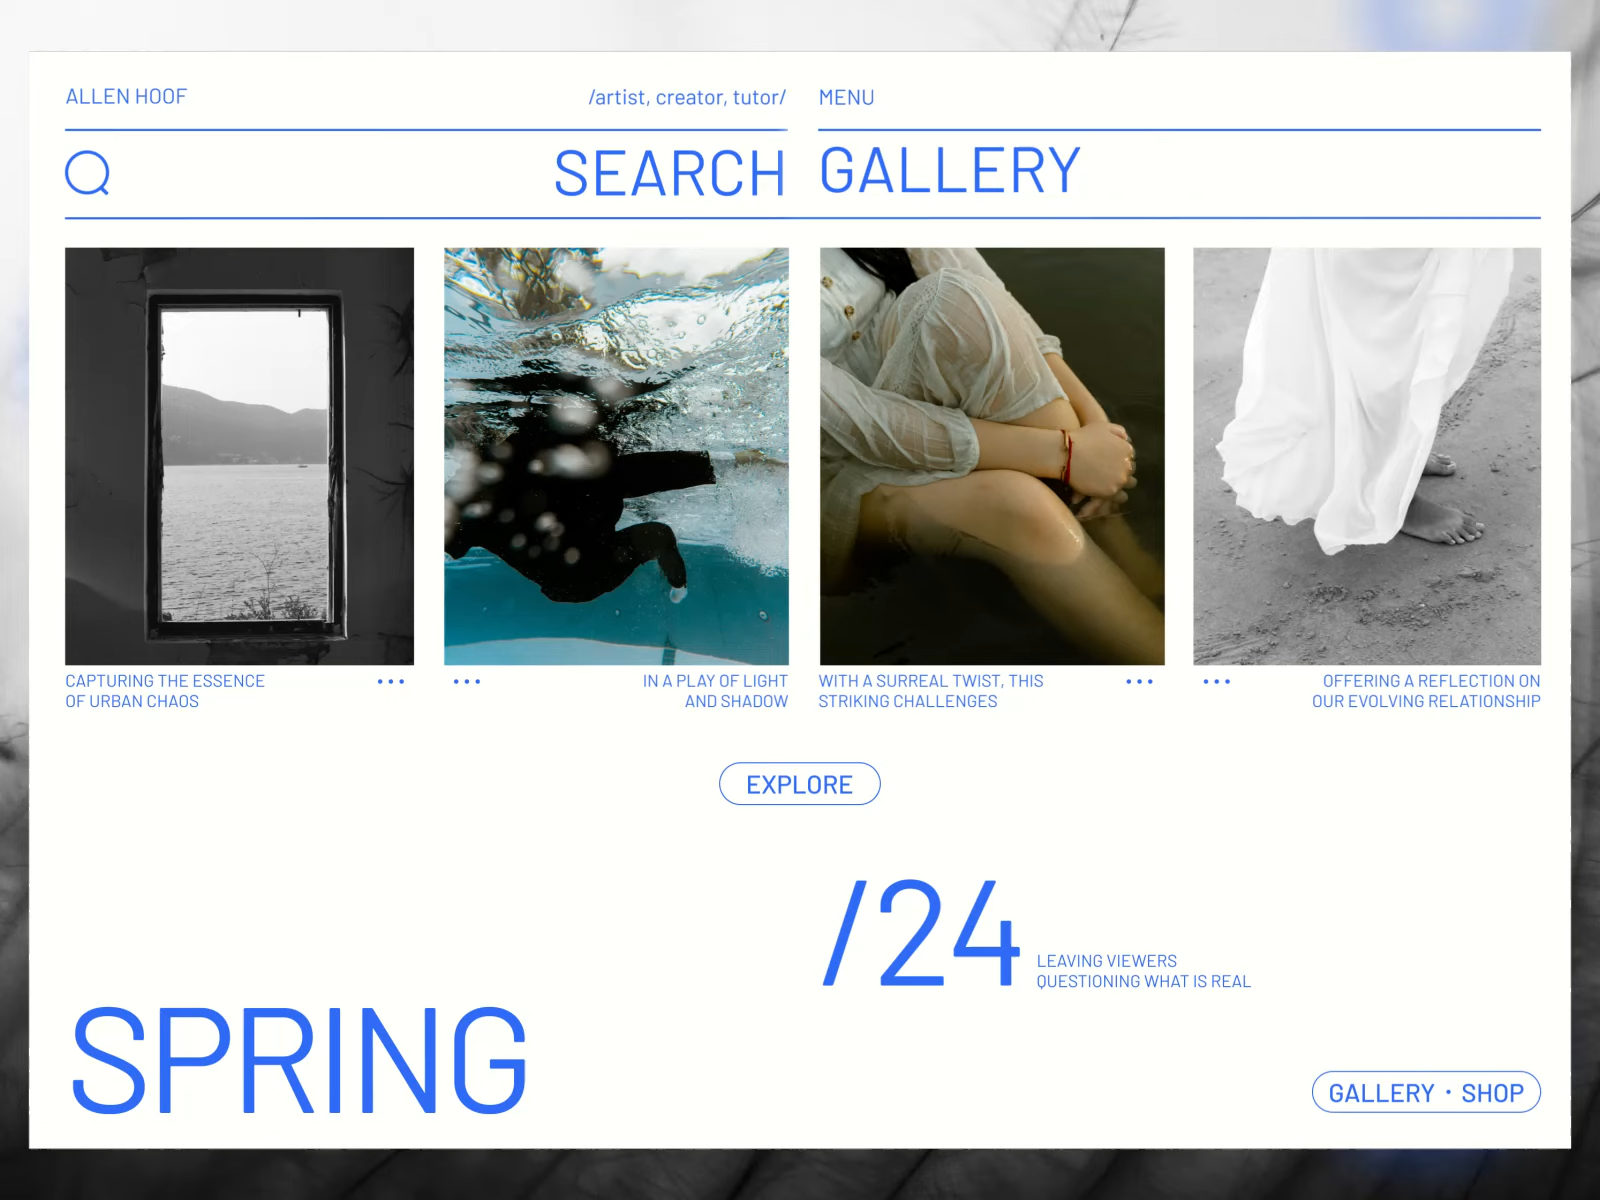 ALLEN HOOF
/artist, creator, tutor/
MENU
SEARCH
GALLERY
CAPTURING THE ESSENCE
OF URBAN CHAOS
IN A PLAY OF LIGHT
AND SHADOW
WITH A SURREAL TWIST, THIS
STRIKING CHALLENGES
OFFERING A REFLECTION ON
OUR EVOLVING RELATIONSHIP
EXPLORE
/24
LEAVING VIEWERS
QUESTIONING WHAT IS REAL
SPRING
GALLERY · SHOP